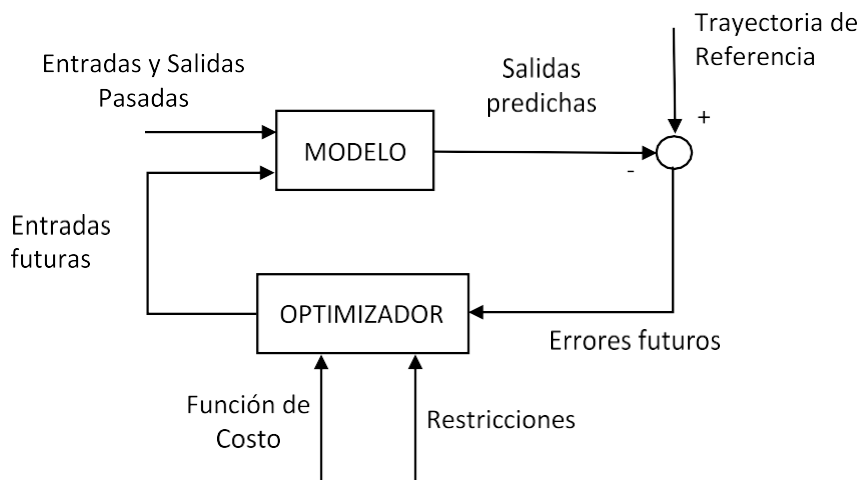 Trayectoria de
Referencia
Entradas y Salidas
Pasadas
Salidas
predichas
+
MODELO
-
Entradas
futuras
OPTIMIZADOR
Errores futuros
Función de
Costo
Restricciones